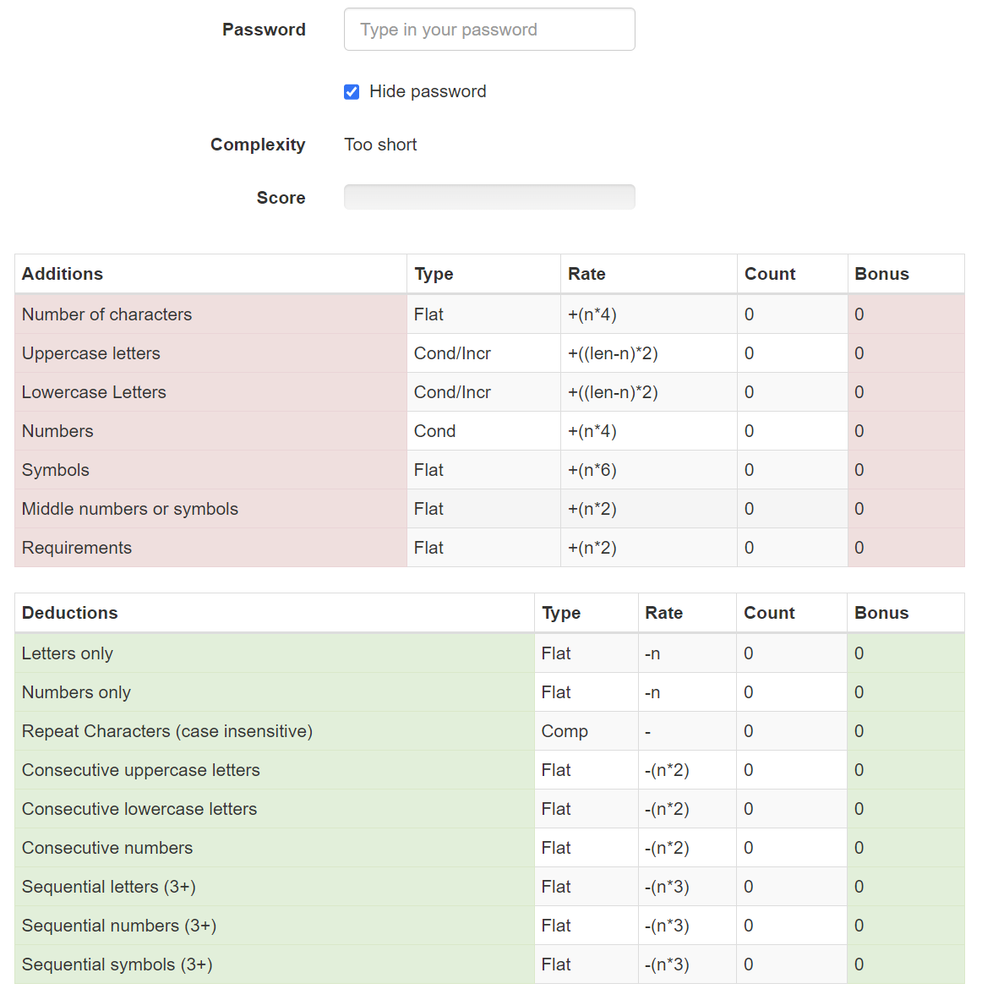 Password Type in your password
Hide password
Complexity Too short
Score
Additions Type Rate Count Bonus
Number of characters Flat +(n*4) 0 0
Uppercase letters Cond/Incr +((len-n)*2) 0 0
Lowercase Letters Cond/Incr +((len-n)*2) 0 0
Numbers Cond +(n*4) 0 0
Symbols Flat +(n*6) 0 0
Middle numbers or symbols Flat +(n*2) 0 0
Requirements Flat +(n*2) 0 0
Deductions Type Rate Count Bonus
Letters only Flat -n 0 0
Numbers only Flat -n 0 0
Repeat Characters (case insensitive) Comp - 0 0
Consecutive uppercase letters Flat -(n*2) 0 0
Consecutive lowercase letters Flat -(n*2) 0 0
Consecutive numbers Flat -(n*2) 0 0
Sequential letters (3+) Flat -(n*3) 0 0
Sequential numbers (3+) Flat -(n*3) 0 0
Sequential symbols (3+) Flat -(n*3) 0 0